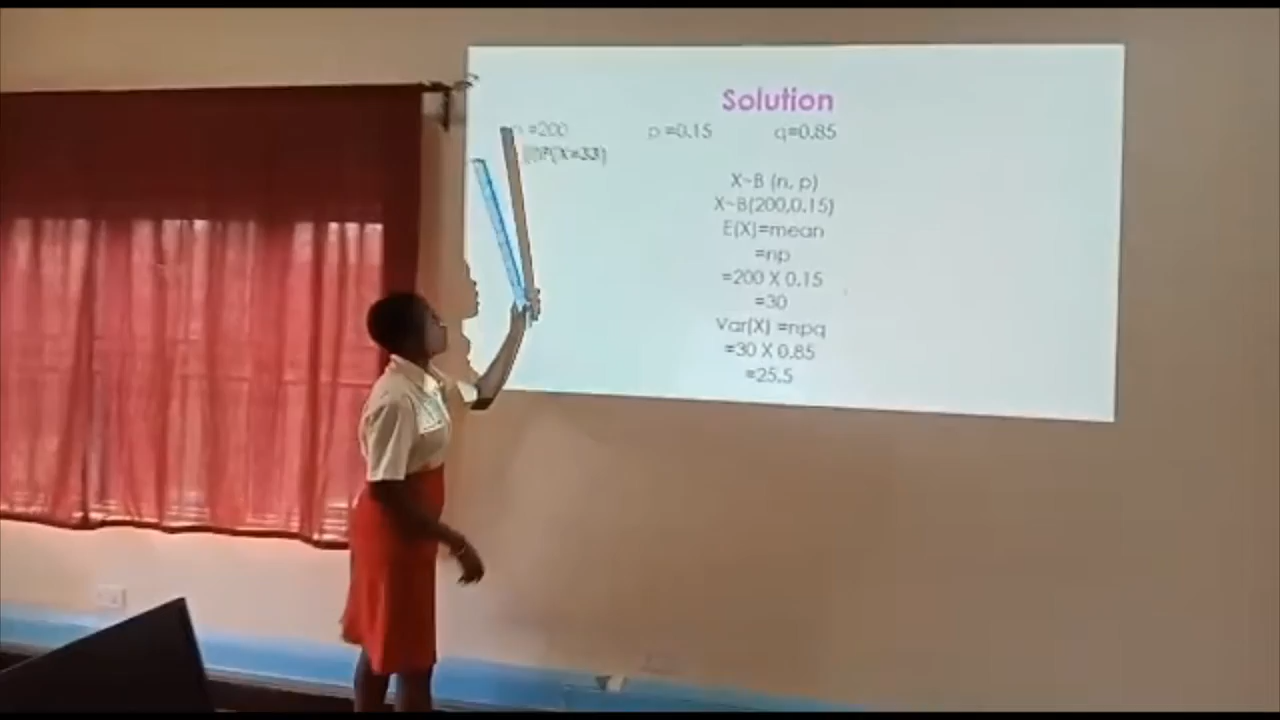 Solution
n =200 p =0.15 q=0.85
(i)P(X=33)
X~B (n, p)
X~B(200,0.15)
E(X)=mean
=np
=200 X 0.15
=30
Var(X) =npq
=30 X 0.85
=25.5